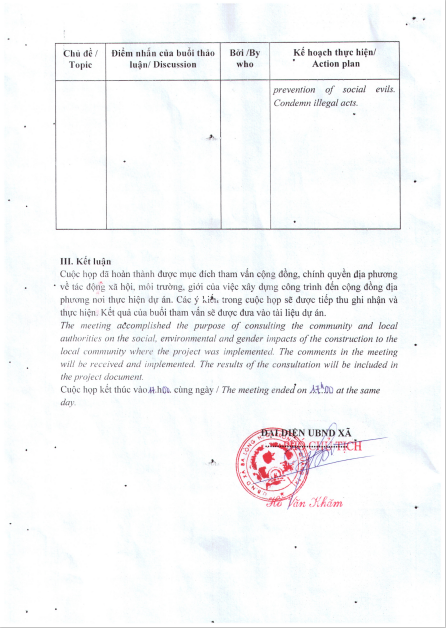 Chủ đề / Điểm nhấn của buổi thảo Bởi /By Kế hoạch thực hiện/
Topic luận/ Discussion who Action plan
prevention of social evils.
Condemn illegal acts.
III. Kết luận
Cuộc họp đã hoàn thành được mục đích tham vấn cộng đồng, chính quyền địa phương
về tác động xã hội, môi trường, giới của việc xây dựng công trình đến cộng đồng địa
phương nơi thực hiện dự án. Các ý kiến trong cuộc họp sẽ được tiếp thu ghi nhận và
thực hiện. Kết quả của buổi tham vấn sẽ được đưa vào tài liệu dự án.
The meeting accomplished the purpose of consulting the community and local
authorities on the social, environmental and gender impacts of the construction to the
local community where the project was implemented. The comments in the meeting
will be received and implemented. The results of the consultation will be included in
the project document.
Cuộc họp kết thúc vào cùng ngày / The meeting ended on 17h00 at the same
day.
ĐẠI DIỆN UBND XÃ
PHÓ CHỦ TỊCH
Hồ Văn Khăm